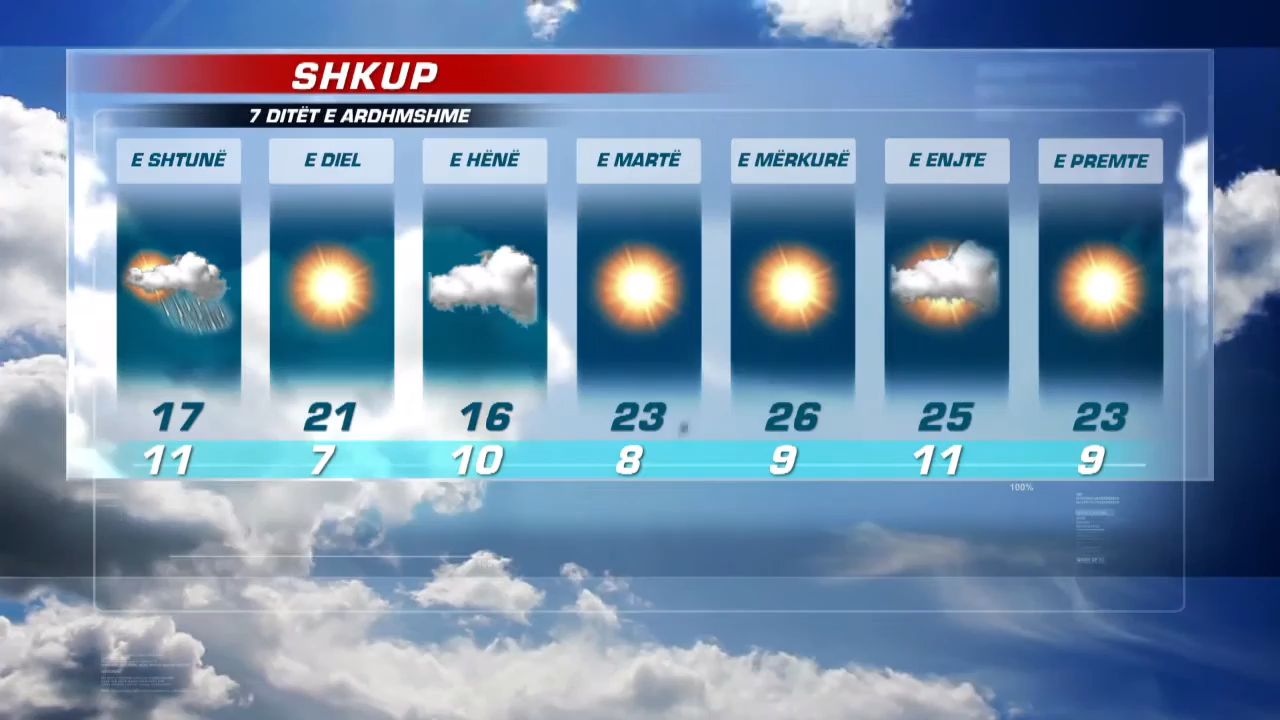 SHKUP
7 DITËT E ARDHMSHME
E SHTUNË E DIEL E HËNË E MARTË E MËRKURË E ENJTE E PREMTE
17 21 16 23 26 25 23
11 7 10 8 9 11 9
100%